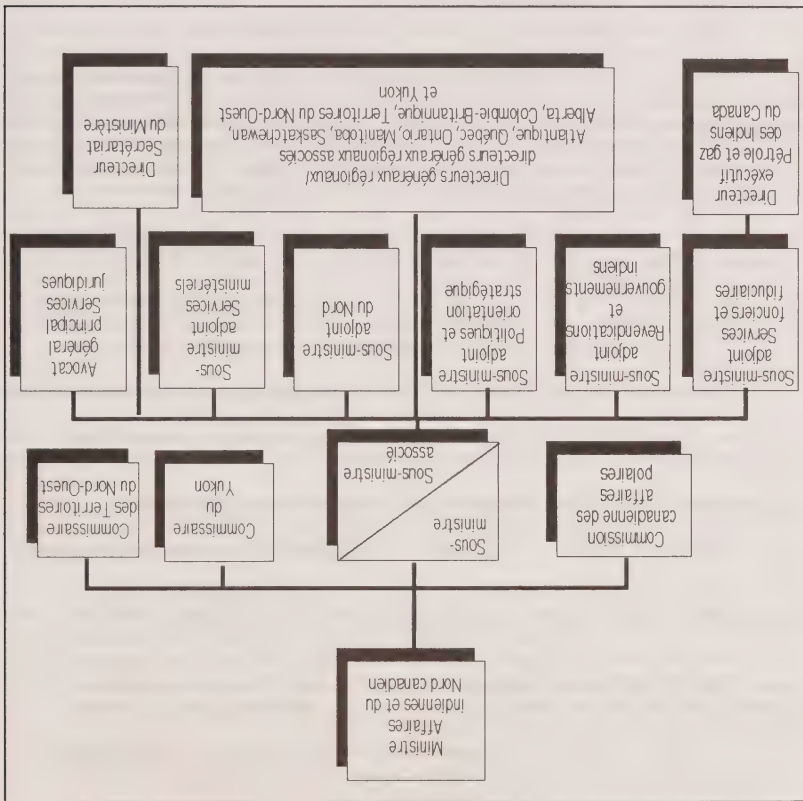 Ministre
Affaires
indiennes et du
Nord canadien
Commission
canadienne des
affaires
polaires
Sous-
ministre
Sous-ministre
associé
Commissaire
du
Yukon
Commissaire
des Territoires
du Nord-Ouest
Sous-ministre
adjoint
Services
fonciers et
fiduciaires
Sous-ministre
adjoint
Revendications
et
gouvernements
indiens
Sous-ministre
adjoint
Politiques et
orientation
stratégique
Sous-ministre
adjoint
du Nord
Sous-
ministre
adjoint
Services
ministériels
Avocat
général
principal
Services
juridiques
Directeur
exécutif
Pétrole et gaz
des Indiens
du Canada
Directeurs généraux régionaux/
directeurs généraux régionaux associés
Atlantique, Québec, Ontario, Manitoba, Saskatchewan,
Alberta, Colombie-Britannique, Territoires du Nord-Ouest
et Yukon
Directeur
Secrétariat
du Ministère